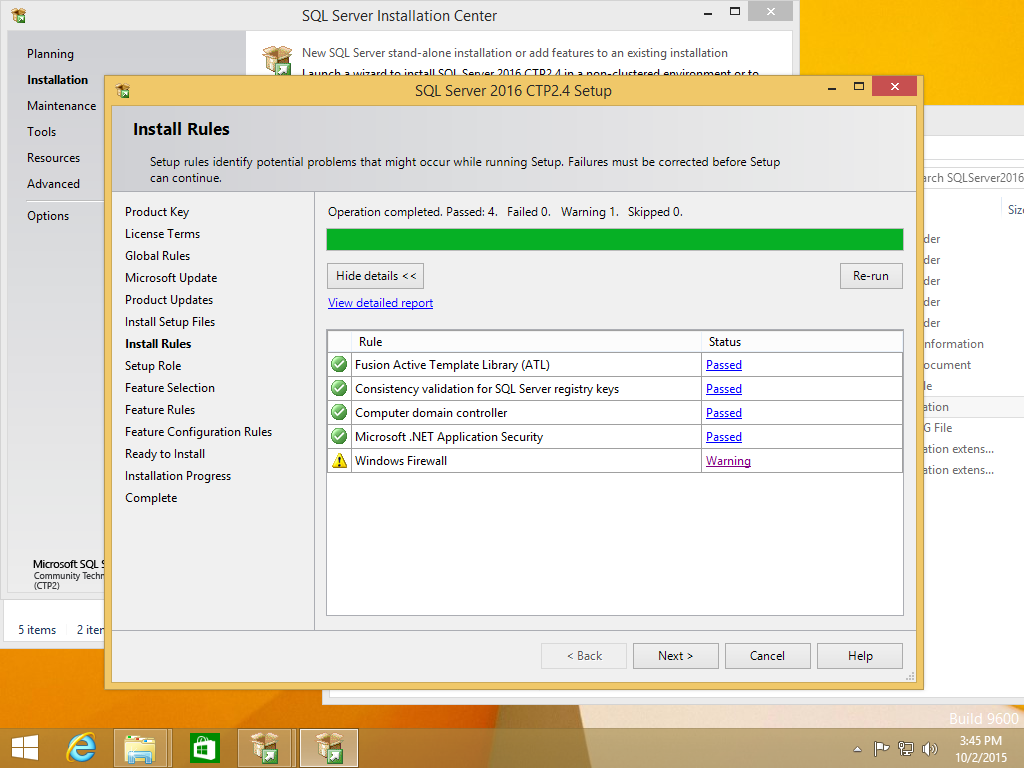 SQL Server Installation Center
Planning
Installation
Maintenance
Tools
Resources
Advanced
Options
New SQL Server stand-alone installation or add features to an existing installation
Launch a wizard to install SQL Server 2016 CTP2.4 in a non-clustered environment or to
Microsoft SQL S
Community Techn
(CTP2)
5 items
2 iter
SQL Server 2016 CTP2.4 Setup
Install Rules
Setup rules identify potential problems that might occur while running Setup. Failures must be corrected before Setup
can continue.
Product Key
License Terms
Global Rules
Microsoft Update
Product Updates
Install Setup Files
Install Rules
Setup Role
Feature Selection
Feature Rules
Feature Configuration Rules
Ready to Install
Installation Progress
Complete
Operation completed. Passed: 4. Failed 0. Warning 1. Skipped 0.
Hide details <<
Re-run
View detailed report
Rule Status
Fusion Active Template Library (ATL) Passed
Consistency validation for SQL Server registry keys Passed
Computer domain controller Passed
Microsoft .NET Application Security Passed
Windows Firewall Warning
< Back
Next >
Cancel
Help
arch SQLServer2016
Size
der
der
der
der
der
nformation
ocument
le
ation
G File
ation extens...
ation extens...
Build 9600
3:45 PM
10/2/2015